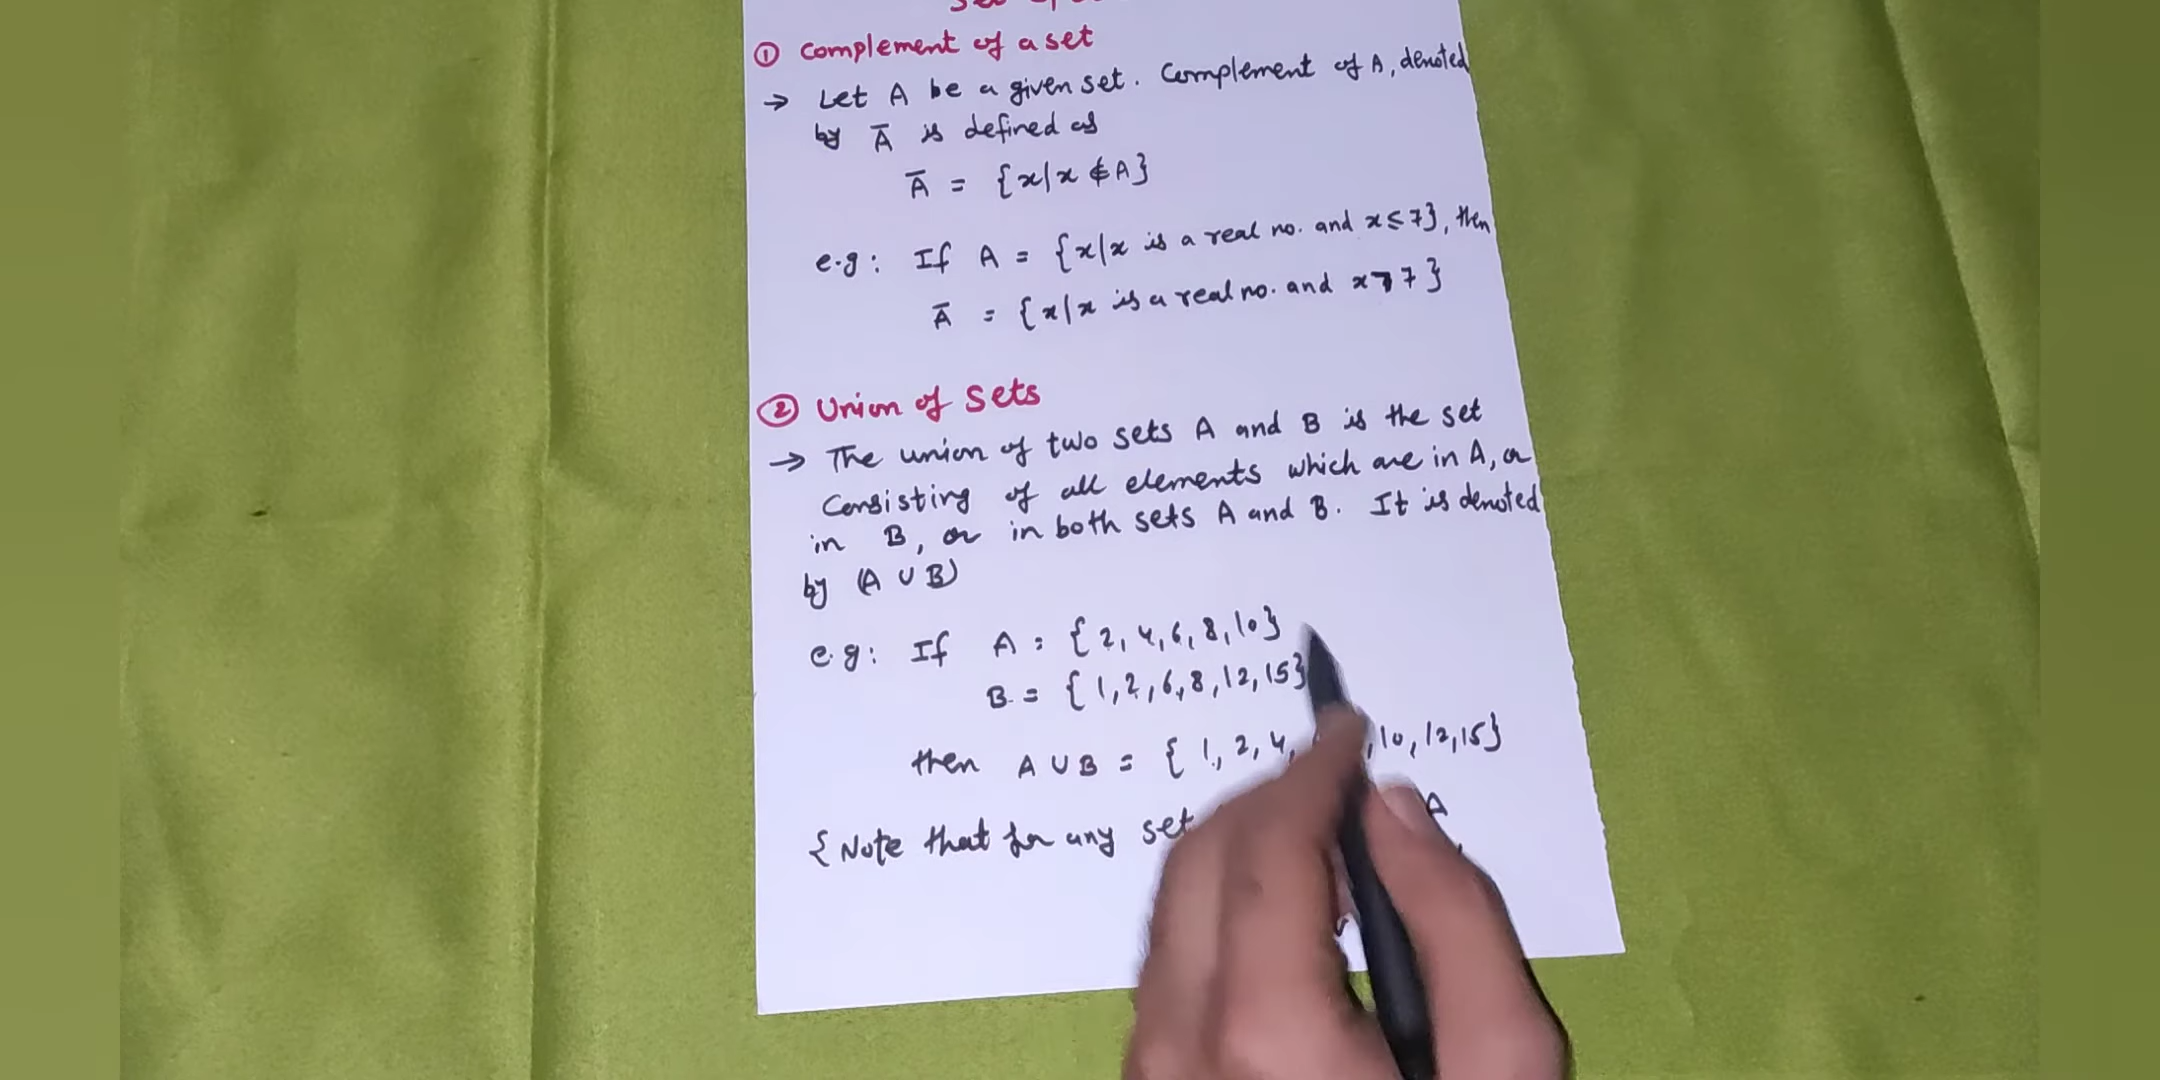 ① Complement of a set
→ Let A be a given set. Complement of A, denoted
by Ā is defined as
Ā = {x|x ∉ A}
e.g: If A = {x|x is a real no. and x ≤ 7}, then
Ā = {x|x is a real no. and x > 7}
② Union of Sets
→ The union of two sets A and B is the set
consisting of all elements which are in A, or
in B, or in both sets A and B. It is denoted
by (A ∪ B)
e.g: If A = {2, 4, 6, 8, 10}
B = {1, 2, 6, 8, 12, 15}
then A ∪ B = {1, 2, 4, , 10, 12, 15}
{Note that for any set A